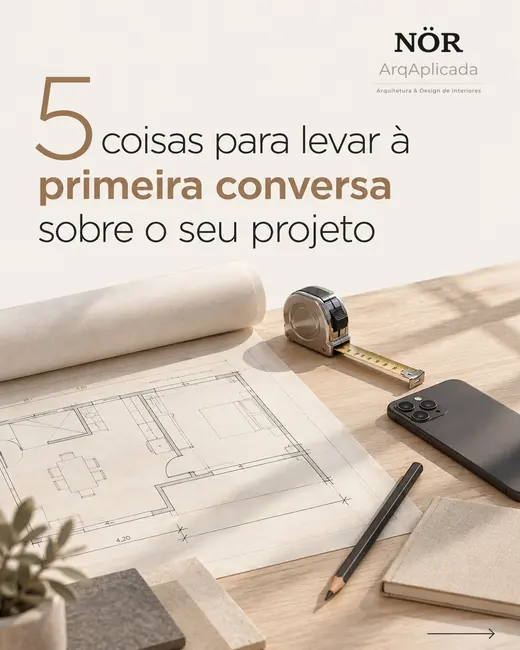 NÖR
ArqAplicada
Arquitetura & Design de Interiores
5 coisas para levar à
primeira conversa
sobre o seu projeto
4,20